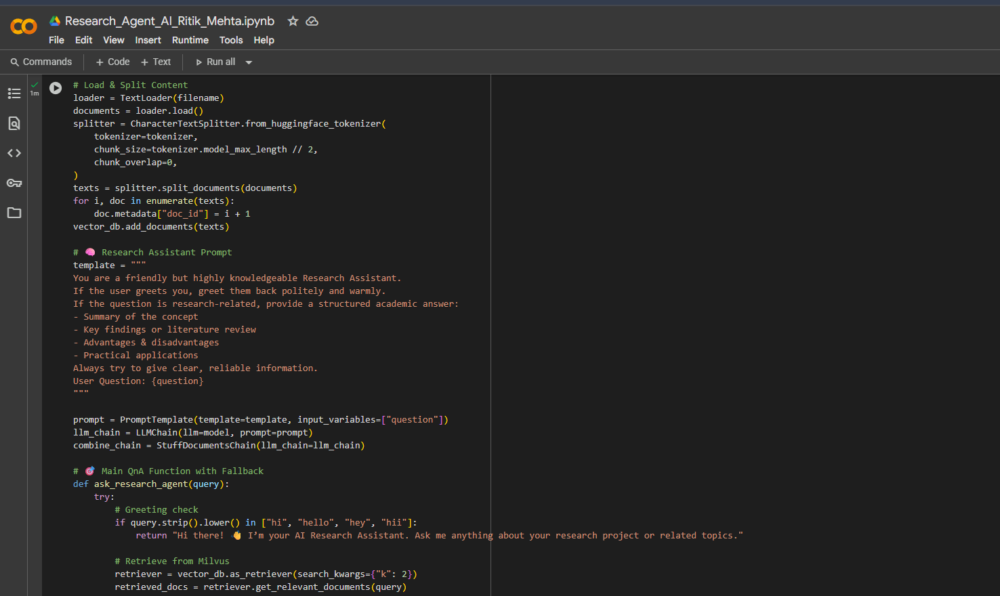 Research_Agent_AI_Ritik_Mehta.ipynb
File Edit View Insert Runtime Tools Help
Commands + Code + Text Run all
1m
# Load & Split Content
loader = TextLoader(filename)
documents = loader.load()
splitter = CharacterTextSplitter.from_huggingface_tokenizer(
    tokenizer=tokenizer,
    chunk_size=tokenizer.model_max_length // 2,
    chunk_overlap=0,
)
texts = splitter.split_documents(documents)
for i, doc in enumerate(texts):
    doc.metadata["doc_id"] = i + 1
vector_db.add_documents(texts)
# 🧠 Research Assistant Prompt
template = """
You are a friendly but highly knowledgeable Research Assistant.
If the user greets you, greet them back politely and warmly.
If the question is research-related, provide a structured academic answer:
- Summary of the concept
- Key findings or literature review
- Advantages & disadvantages
- Practical applications
Always try to give clear, reliable information.
User Question: {question}
"""
prompt = PromptTemplate(template=template, input_variables=["question"])
llm_chain = LLMChain(llm=model, prompt=prompt)
combine_chain = StuffDocumentsChain(llm_chain=llm_chain)
# 🎯 Main QnA Function with Fallback
def ask_research_agent(query):
    try:
        # Greeting check
        if query.strip().lower() in ["hi", "hello", "hey", "hii"]:
            return "Hi there! 👋 I’m your AI Research Assistant. Ask me anything about your research project or related topics."
        # Retrieve from Milvus
        retriever = vector_db.as_retriever(search_kwargs={"k": 2})
        retrieved_docs = retriever.get_relevant_documents(query)